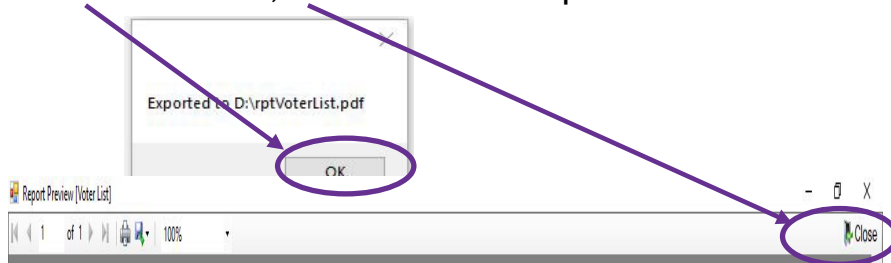 Exported to D:\rptVoterList.pdf
OK
Report Preview [Voter List]
1 of 1 100% Close